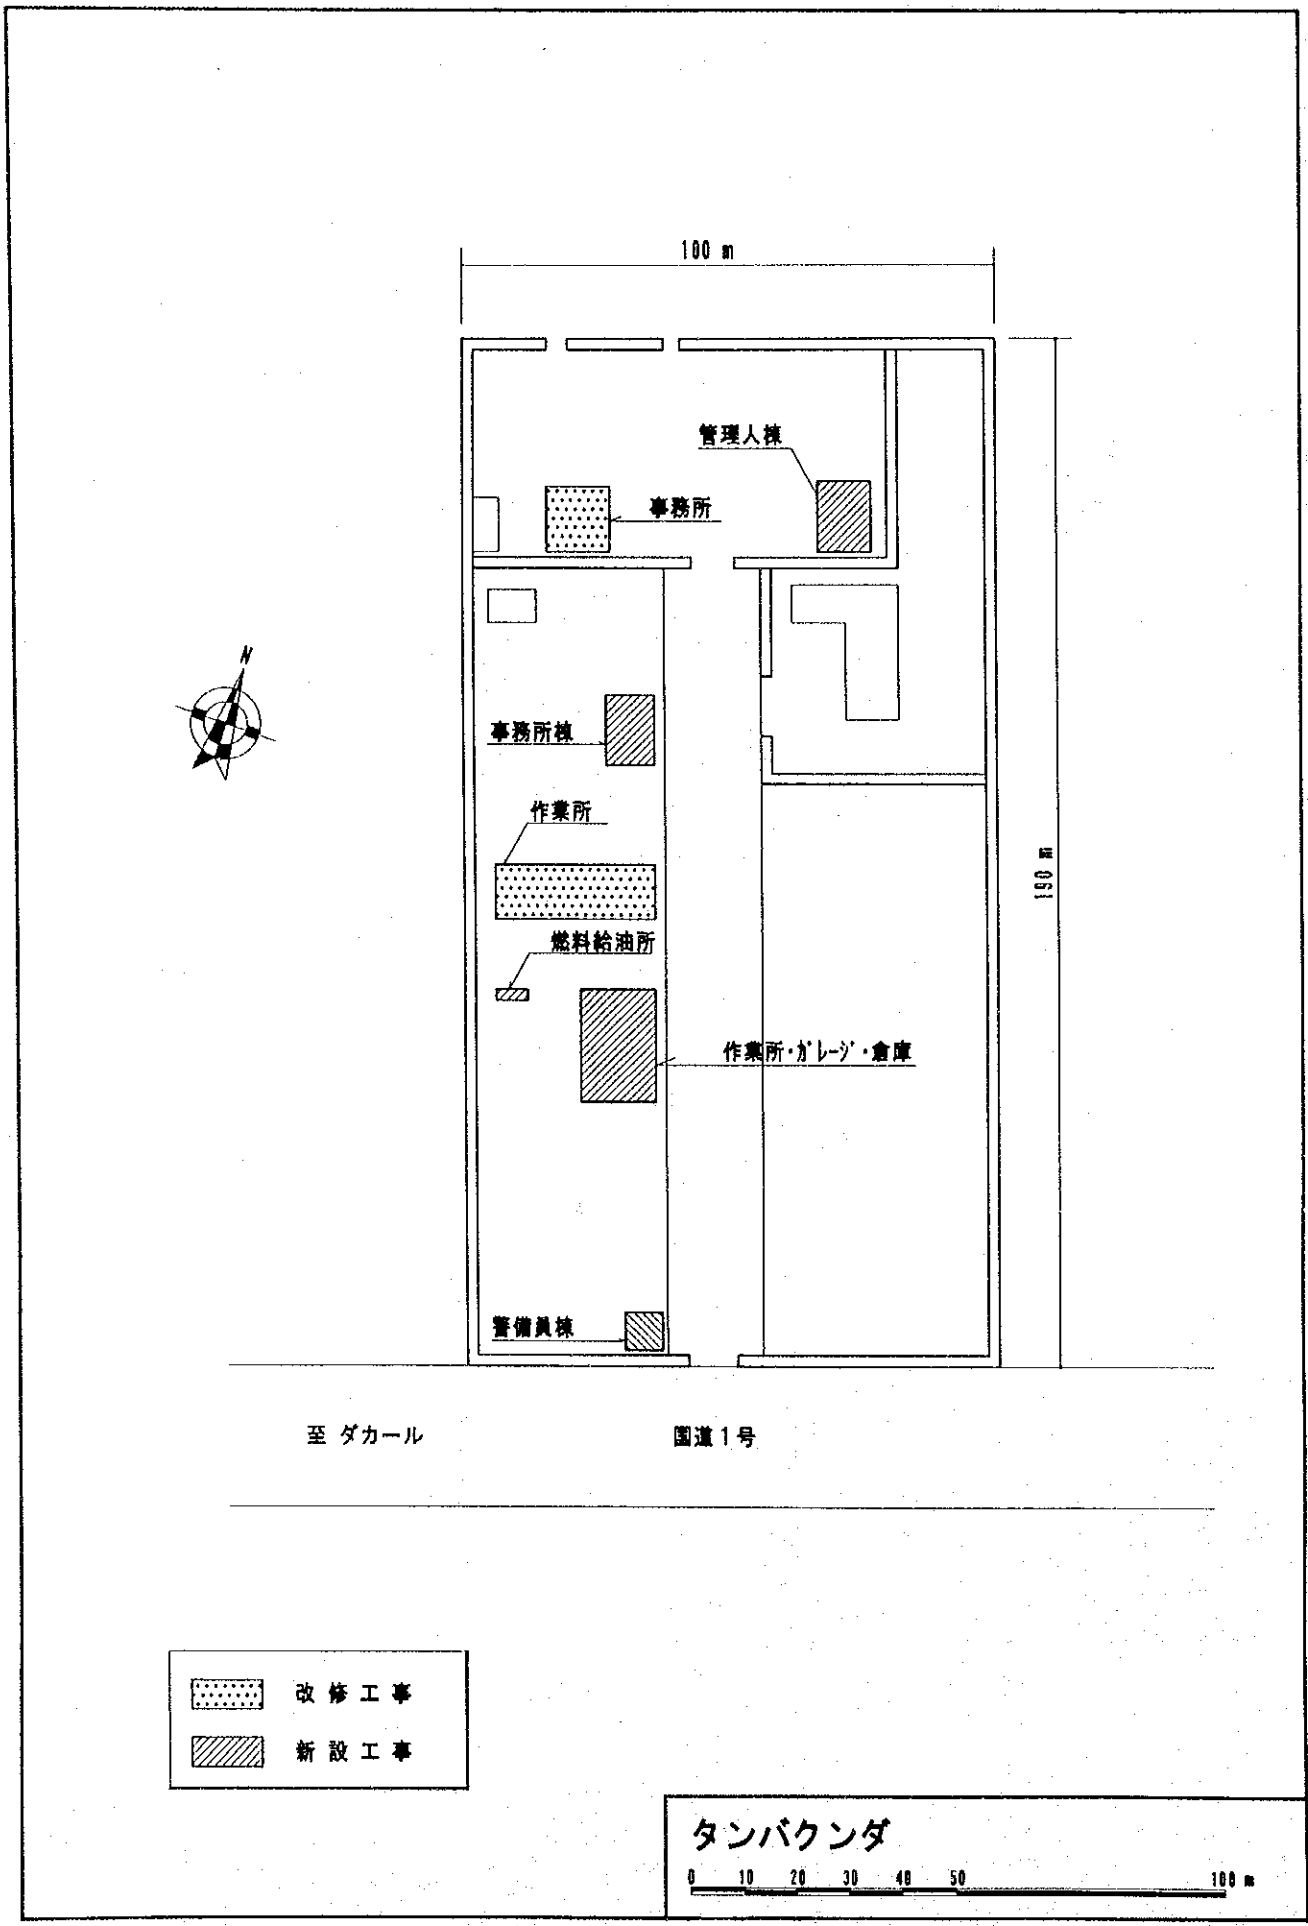 100 m
管理人棟
事務所
N
事務所棟
作業所
190 m
燃料給油所
作業所・ガレージ・倉庫
警備員棟
至 ダカール
国道1号
改修工事
新設工事
タンバクンダ
0 10 20 30 40 50 100 m